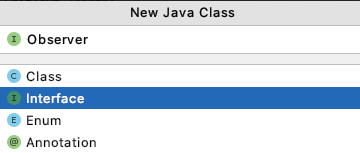 New Java Class
I Observer
C Class
I Interface
E Enum
@ Annotation